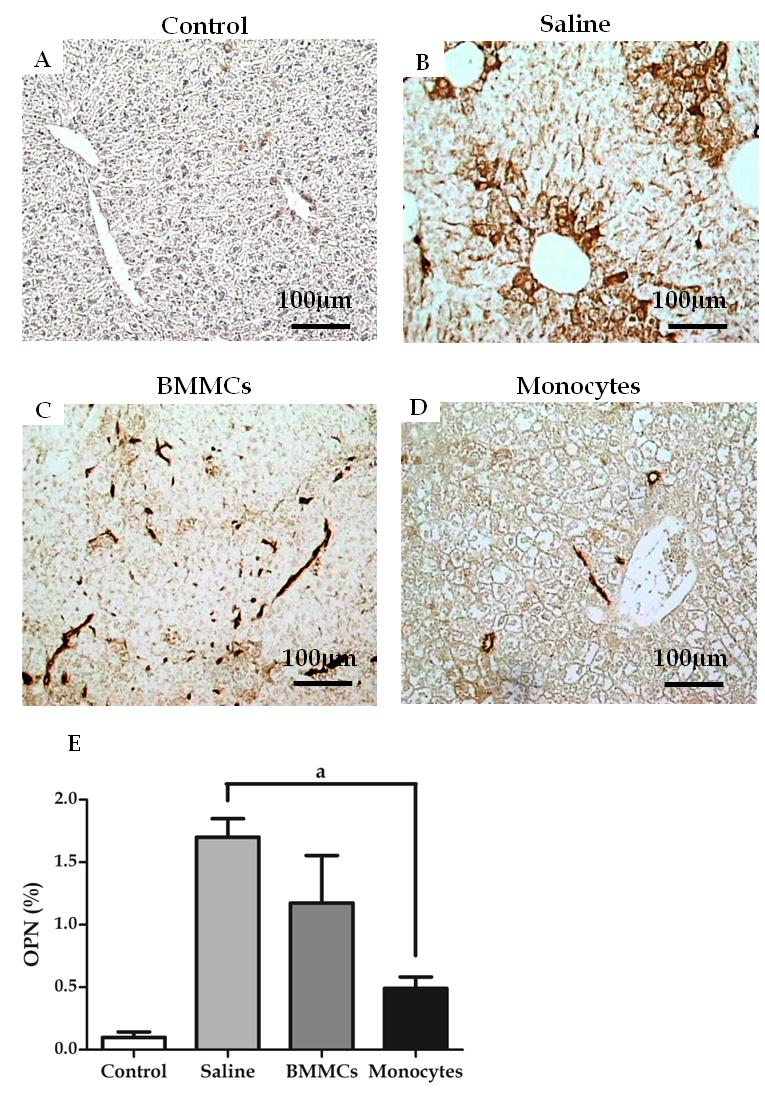 Control
Saline
A
B
100μm
100μm
BMMCs
Monocytes
C
D
100μm
100μm
E
a
2.0
1.5
1.0
0.5
0.0
OPN (%)
Control Saline BMMCs Monocytes